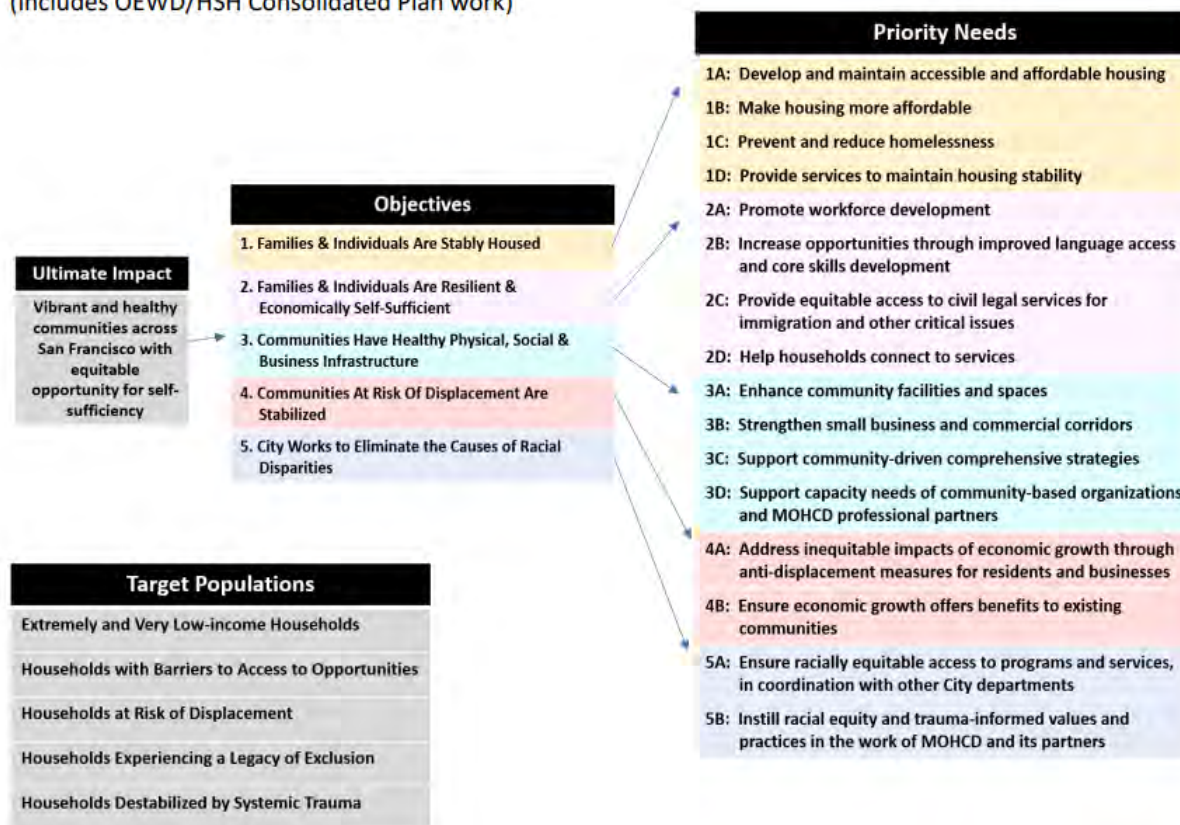 (includes OEWD/HSH Consolidated Plan work)
Ultimate Impact
Vibrant and healthy
communities across
San Francisco with
equitable
opportunity for self-
sufficiency
Objectives
1. Families & Individuals Are Stably Housed
2. Families & Individuals Are Resilient &
Economically Self-Sufficient
3. Communities Have Healthy Physical, Social &
Business Infrastructure
4. Communities At Risk Of Displacement Are
Stabilized
5. City Works to Eliminate the Causes of Racial
Disparities
Priority Needs
1A: Develop and maintain accessible and affordable housing
1B: Make housing more affordable
1C: Prevent and reduce homelessness
1D: Provide services to maintain housing stability
2A: Promote workforce development
2B: Increase opportunities through improved language access
and core skills development
2C: Provide equitable access to civil legal services for
immigration and other critical issues
2D: Help households connect to services
3A: Enhance community facilities and spaces
3B: Strengthen small business and commercial corridors
3C: Support community-driven comprehensive strategies
3D: Support capacity needs of community-based organizations
and MOHCD professional partners
4A: Address inequitable impacts of economic growth through
anti-displacement measures for residents and businesses
4B: Ensure economic growth offers benefits to existing
communities
5A: Ensure racially equitable access to programs and services,
in coordination with other City departments
5B: Instill racial equity and trauma-informed values and
practices in the work of MOHCD and its partners
Target Populations
Extremely and Very Low-income Households
Households with Barriers to Access to Opportunities
Households at Risk of Displacement
Households Experiencing a Legacy of Exclusion
Households Destabilized by Systemic Trauma